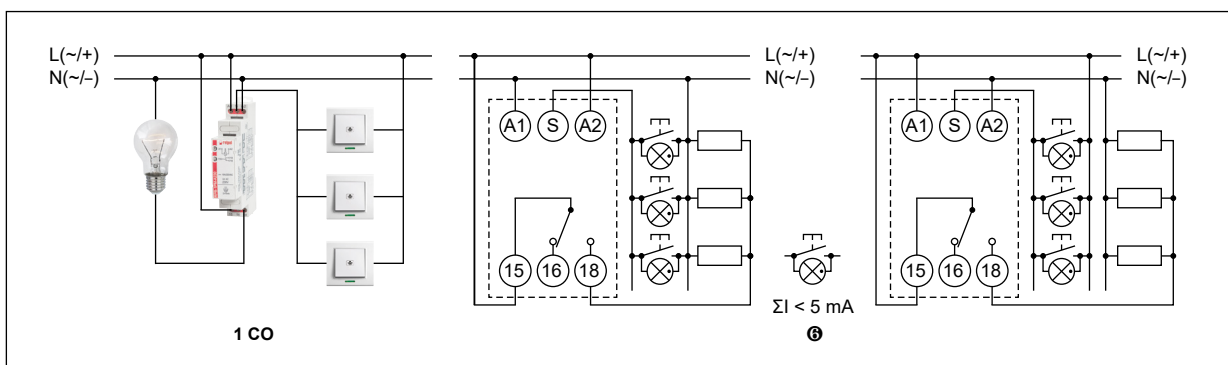 L(~/+)
N(~/–)
1 CO
A1 S A2
15 16 18
ΣI < 5 mA
❻
L(~/+)
N(~/–)
A1 S A2
15 16 18
L(~/+)
N(~/–)